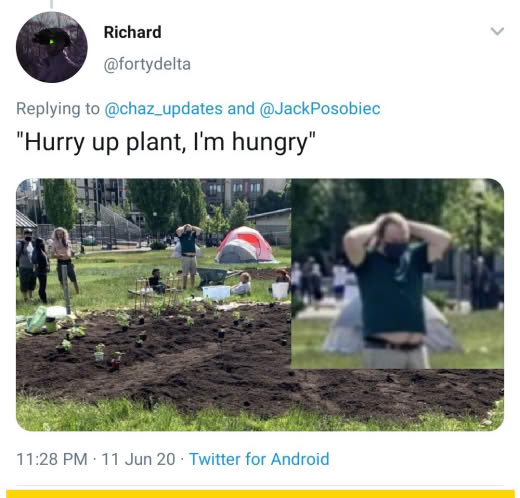 Richard
@fortydelta
Replying to @chaz_updates and @JackPosobiec
"Hurry up plant, I'm hungry"
11:28 PM · 11 Jun 20 · Twitter for Android